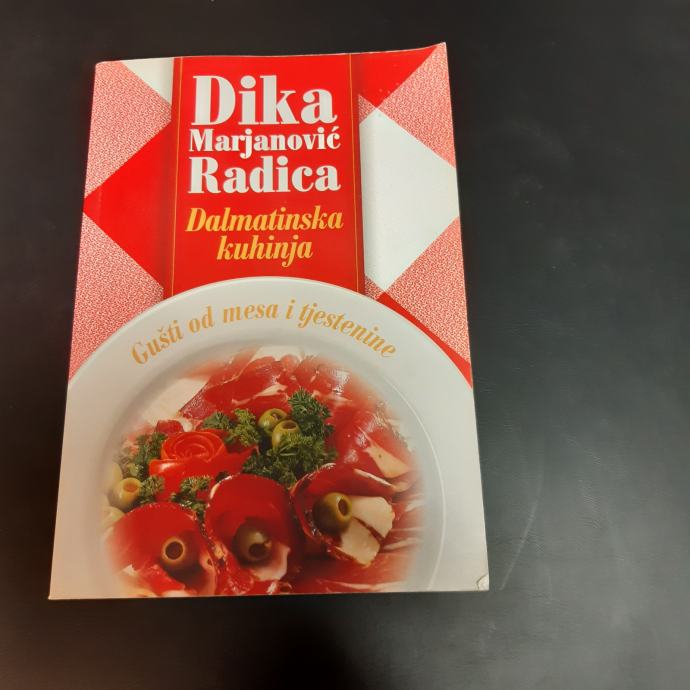 Dika
Marjanović
Radica
Dalmatinska
kuhinja
Gušti od mesa i tjestenine